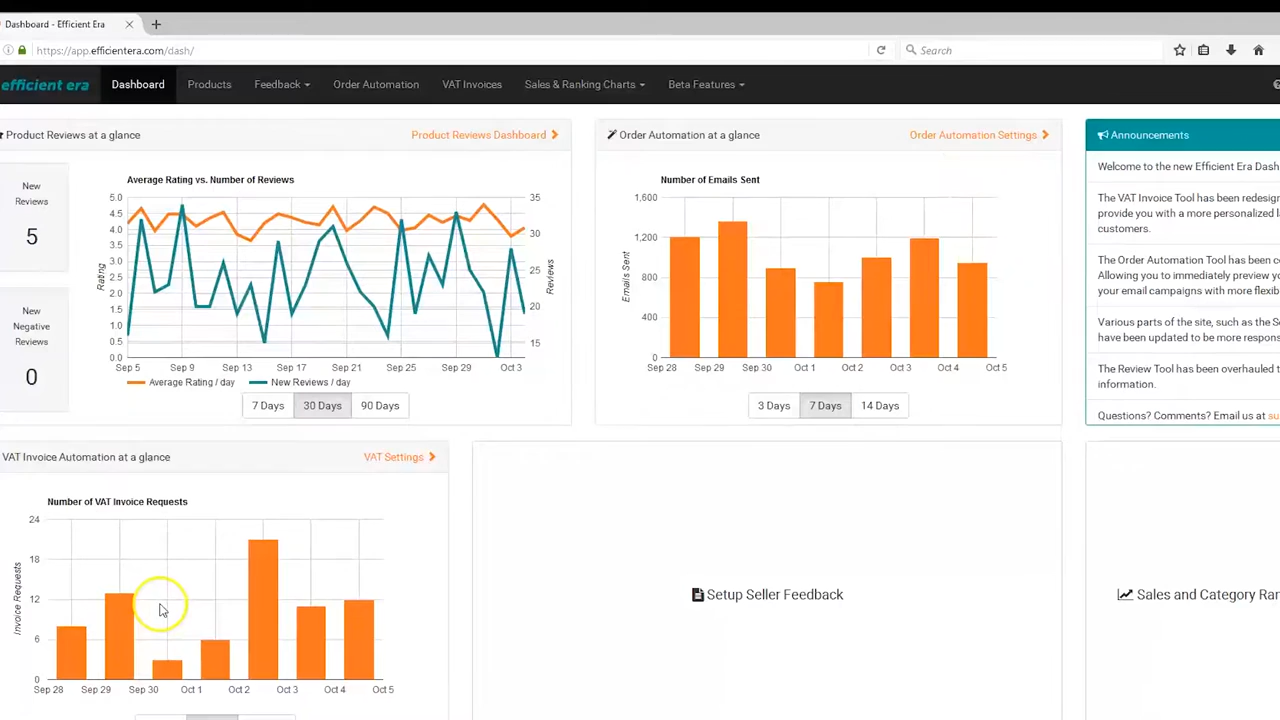 Dashboard - Efficient Era
https://app.efficientera.com/dash/
Search
efficient era
Dashboard
Products
Feedback
Order Automation
VAT Invoices
Sales & Ranking Charts
Beta Features
Product Reviews at a glance
Product Reviews Dashboard
New
Reviews
5
New
Negative
Reviews
0
Average Rating vs. Number of Reviews
5.0
4.5
4.0
3.5
3.0
2.5
2.0
1.5
1.0
0.5
0.0
Rating
35
30
25
20
15
Reviews
Sep 5
Sep 9
Sep 13
Sep 17
Sep 21
Sep 25
Sep 29
Oct 3
Average Rating / day
New Reviews / day
7 Days
30 Days
90 Days
Order Automation at a glance
Order Automation Settings
Number of Emails Sent
1,600
1,200
800
400
0
Emails Sent
Sep 28
Sep 29
Sep 30
Oct 1
Oct 2
Oct 3
Oct 4
Oct 5
3 Days
7 Days
14 Days
Announcements
Welcome to the new Efficient Era Dash
The VAT Invoice Tool has been redesign
provide you with a more personalized
customers.
The Order Automation Tool has been
Allowing you to immediately preview
your email campaigns with more flexib
Various parts of the site, such as the
have been updated to be more respon
The Review Tool has been overhauled
information.
Questions? Comments? Email us at su
VAT Invoice Automation at a glance
VAT Settings
Number of VAT Invoice Requests
24
18
12
6
0
Invoice Requests
Sep 28
Sep 29
Sep 30
Oct 1
Oct 2
Oct 3
Oct 4
Oct 5
Setup Seller Feedback
Sales and Category Ran